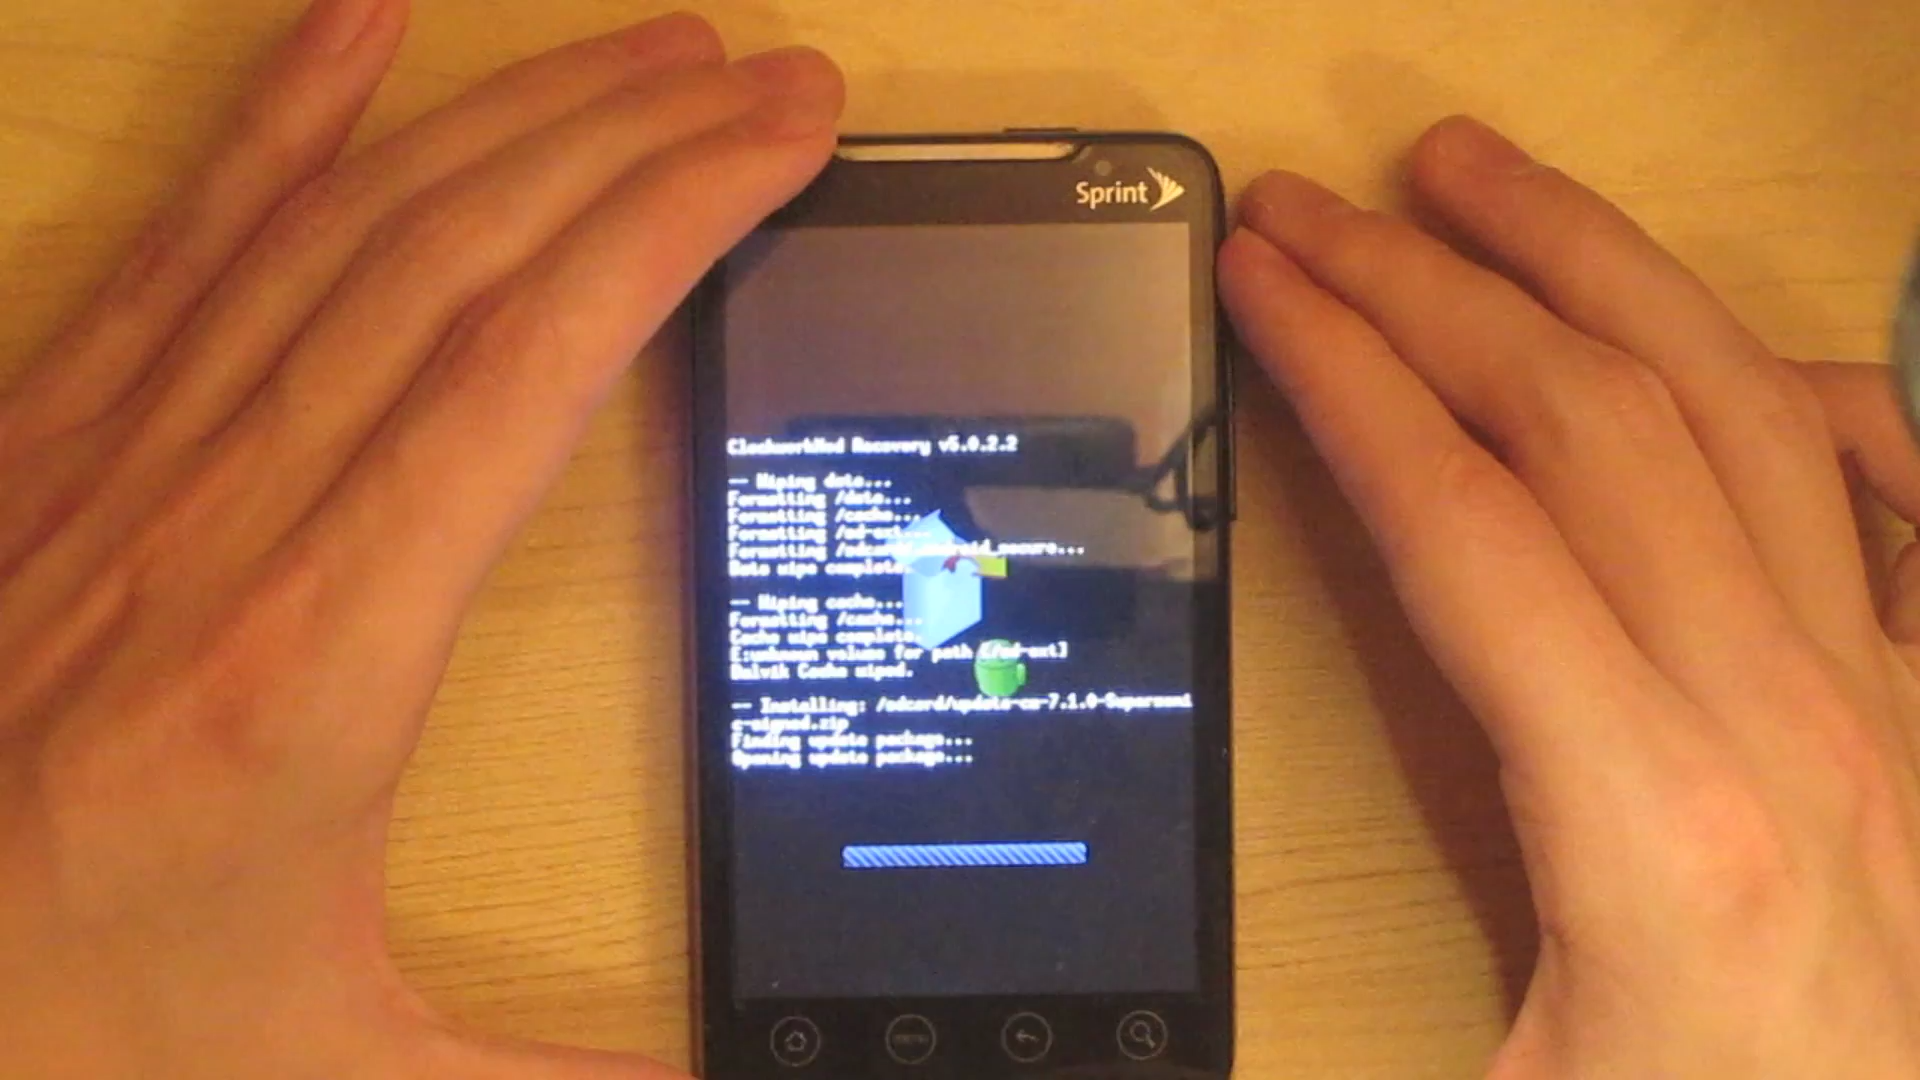 Sprint
ClockworkMod Recovery v5.0.2.2
-- Wiping data...
Formatting /data...
Formatting /cache...
Formatting /sd-ext...
Formatting /sdcard/.android_secure...
Data wipe complete.
-- Wiping cache...
Formatting /cache...
Cache wipe complete.
E:unknown volume for path [/sd-ext]
Dalvik Cache wiped.
-- Installing: /sdcard/update-cm-7.1.0-Supersoni
c-signed.zip
Finding update package...
Opening update package...
menu